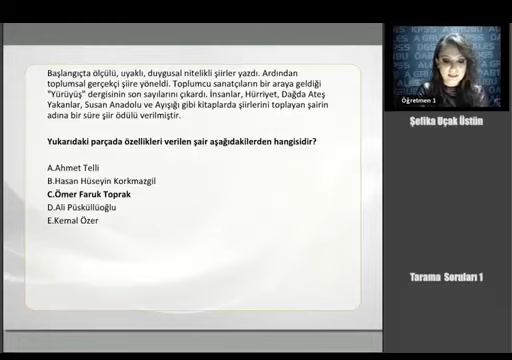 Başlangıçta ölçülü, uyaklı, duygusal nitelikli şiirler yazdı. Ardından
toplumsal gerçekçi şiire yöneldi. Toplumcu sanatçıların bir araya geldiği
"Yürüyüş" dergisinin son sayılarını çıkardı. İnsanlar, Hürriyet, Dağda Ateş
Yakanlar, Susan Anadolu ve Ayışığı gibi kitaplarda şiirlerini toplayan şairin
adına bir süre şiir ödülü verilmiştir.
Yukarıdaki parçada özellikleri verilen şair aşağıdakilerden hangisidir?
A.Ahmet Telli
B.Hasan Hüseyin Korkmazgil
C.Ömer Faruk Toprak
D.Ali Püsküllüoğlu
E.Kemal Özer
Öğretmen 1
Şefika Uçak Üstün
Tarama Soruları 1